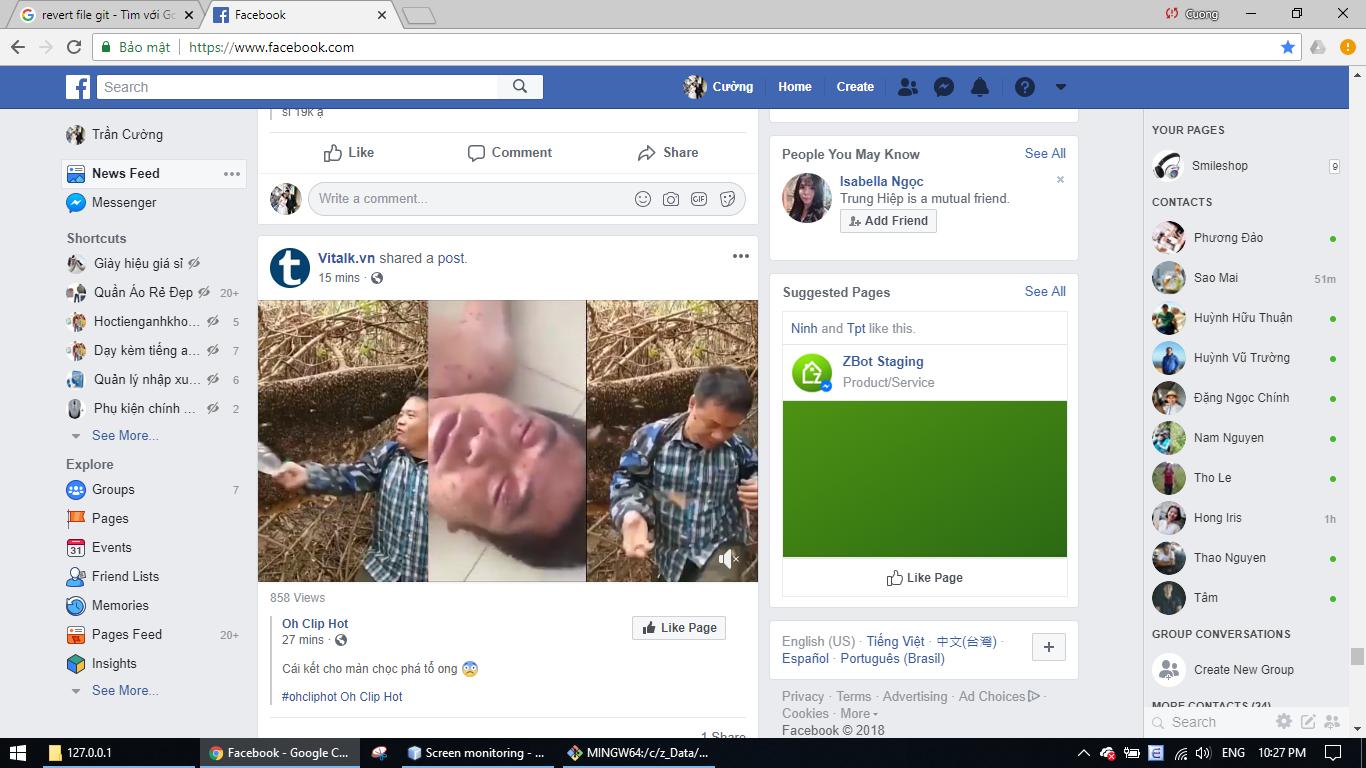 revert file git - Tìm với Go
Facebook
Cuong
Bảo mật
https://www.facebook.com
Search
Cường
Home
Create
Trần Cường
News Feed
Messenger
Shortcuts
Giày hiệu giá sỉ
Quần Áo Rẻ Đẹp 20+
Hoctienganhkho... 5
Dạy kèm tiếng a... 7
Quản lý nhập xu... 6
Phụ kiện chính ... 2
See More...
Explore
Groups 7
Pages
31 Events
Friend Lists
Memories
Pages Feed 20+
Insights
See More...
sỉ 19k ạ
Like Comment Share
Write a comment...
GIF
Vitalk.vn shared a post.
15 mins ·
858 Views
Oh Clip Hot
27 mins ·
Like Page
Cái kết cho màn chọc phá tổ ong
#ohcliphot Oh Clip Hot
1 Share
People You May Know See All
Isabella Ngọc
Trung Hiệp is a mutual friend.
Add Friend
Suggested Pages See All
Ninh and Tpt like this.
ZBot Staging
Product/Service
Like Page
English (US) · Tiếng Việt · 中文(台灣) ·
Español · Português (Brasil)
Privacy · Terms · Advertising · Ad Choices ·
Cookies · More
Facebook © 2018
YOUR PAGES
Smileshop 9
CONTACTS
Phương Đảo
Sao Mai 51m
Huỳnh Hữu Thuận
Huỳnh Vũ Trường
Đặng Ngọc Chính
Nam Nguyen
Tho Le
Hong Iris 1h
Thao Nguyen
Tâm
GROUP CONVERSATIONS
Create New Group
MORE CONTACTS (24)
Search
127.0.0.1
Facebook - Google C...
Screen monitoring - ...
MINGW64:/c/z_Data/...
ENG
10:27 PM